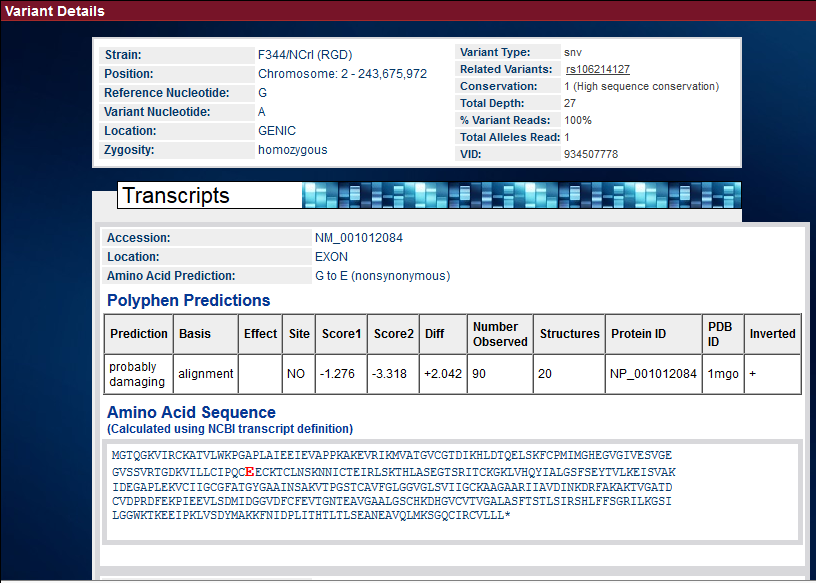 Variant Details
Strain: F344/NCrl (RGD)
Position: Chromosome: 2 - 243,675,972
Reference Nucleotide: G
Variant Nucleotide: A
Location: GENIC
Zygosity: homozygous
Variant Type: snv
Related Variants: rs106214127
Conservation: 1 (High sequence conservation)
Total Depth: 27
% Variant Reads: 100%
Total Alleles Read: 1
VID: 934507778
Transcripts
Accession: NM_001012084
Location: EXON
Amino Acid Prediction: G to E (nonsynonymous)
Polyphen Predictions
Prediction Basis Effect Site Score1 Score2 Diff Number Observed Structures Protein ID PDB ID Inverted
probably damaging alignment NO -1.276 -3.318 +2.042 90 20 NP_001012084 1mgo +
Amino Acid Sequence
(Calculated using NCBI transcript definition)
MGTQGKVIRCKATVLWKPGAPLAIEEIEVAPPKAKEVRIKMVATGVCGTDIKHLDTQELSKFCPMIMGHEGVGIVESVGE
GVSSVRTGDKVILLCIPQCEECKTCLNSKNNICTEIRLSKTHLASEGTSRITCKGKLVHQYIALGSFSEYTVLKEISVAK
IDEGAPLEKVCIIGCGFATGYGAAINSAKVTPGSTCAVFGLGGVGLSVIIGCKAAGAARIIAVDINKDRFAKAKTVGATD
CVDPRDFEKPIEEVLSDMIDGGVDFCFEVTGNTEAVGAALGSCHKDHGVCVTVGALASFTSTLSIRSHLFFSGRILKGSI
LGGWKTKEEIPKLVSDYMAKKFNIDPLITHTLTLSEANEAVQLMKSGQCIRCVLLL*